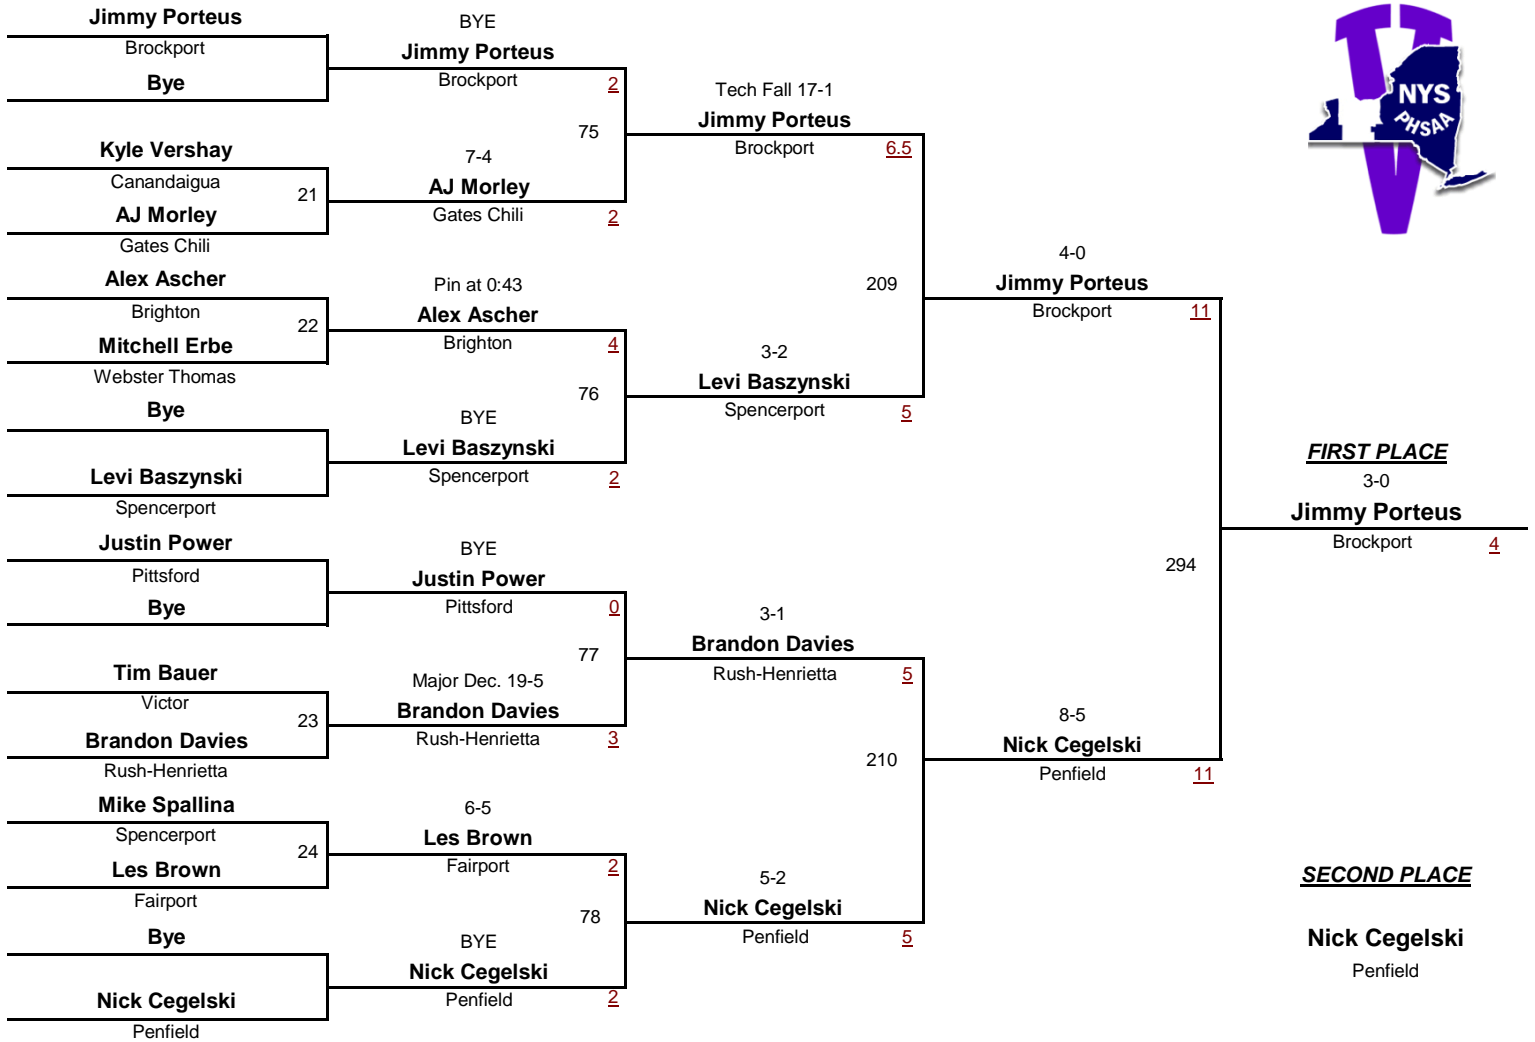 Jimmy Porteus
Brockport
Bye
Kyle Vershay
Canandaigua
21
AJ Morley
Gates Chili
Alex Ascher
Brighton
22
Mitchell Erbe
Webster Thomas
Bye
Levi Baszynski
Spencerport
Justin Power
Pittsford
Bye
Tim Bauer
Victor
23
Brandon Davies
Rush-Henrietta
Mike Spallina
Spencerport
24
Les Brown
Fairport
Bye
Nick Cegelski
Penfield
BYE
Jimmy Porteus
Brockport 2
75
7-4
AJ Morley
Gates Chili 2
Pin at 0:43
Alex Ascher
Brighton 4
76
BYE
Levi Baszynski
Spencerport 2
BYE
Justin Power
Pittsford 0
77
Major Dec. 19-5
Brandon Davies
Rush-Henrietta 3
6-5
Les Brown
Fairport 2
78
BYE
Nick Cegelski
Penfield 2
Tech Fall 17-1
Jimmy Porteus
Brockport 6.5
209
3-2
Levi Baszynski
Spencerport 5
3-1
Brandon Davies
Rush-Henrietta 5
210
5-2
Nick Cegelski
Penfield 5
4-0
Jimmy Porteus
Brockport 11
294
8-5
Nick Cegelski
Penfield 11
NYS
PHSAA
FIRST PLACE
3-0
Jimmy Porteus
Brockport 4
SECOND PLACE
Nick Cegelski
Penfield